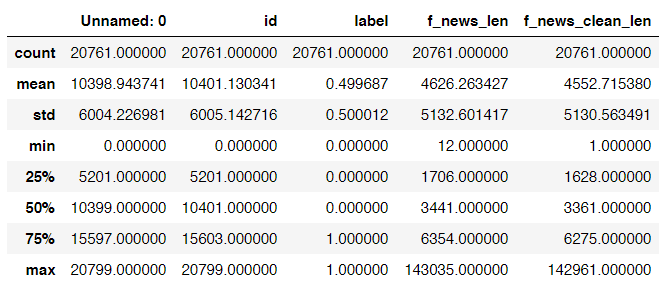 Unnamed: 0 id label f_news_len f_news_clean_len
count 20761.000000 20761.000000 20761.000000 20761.000000 20761.000000
mean 10398.943741 10401.130341 0.499687 4626.263427 4552.715380
std 6004.226981 6005.142716 0.500012 5132.601417 5130.563491
min 0.000000 0.000000 0.000000 12.000000 1.000000
25% 5201.000000 5201.000000 0.000000 1706.000000 1628.000000
50% 10399.000000 10401.000000 0.000000 3441.000000 3361.000000
75% 15597.000000 15603.000000 1.000000 6354.000000 6275.000000
max 20799.000000 20799.000000 1.000000 143035.000000 142961.000000